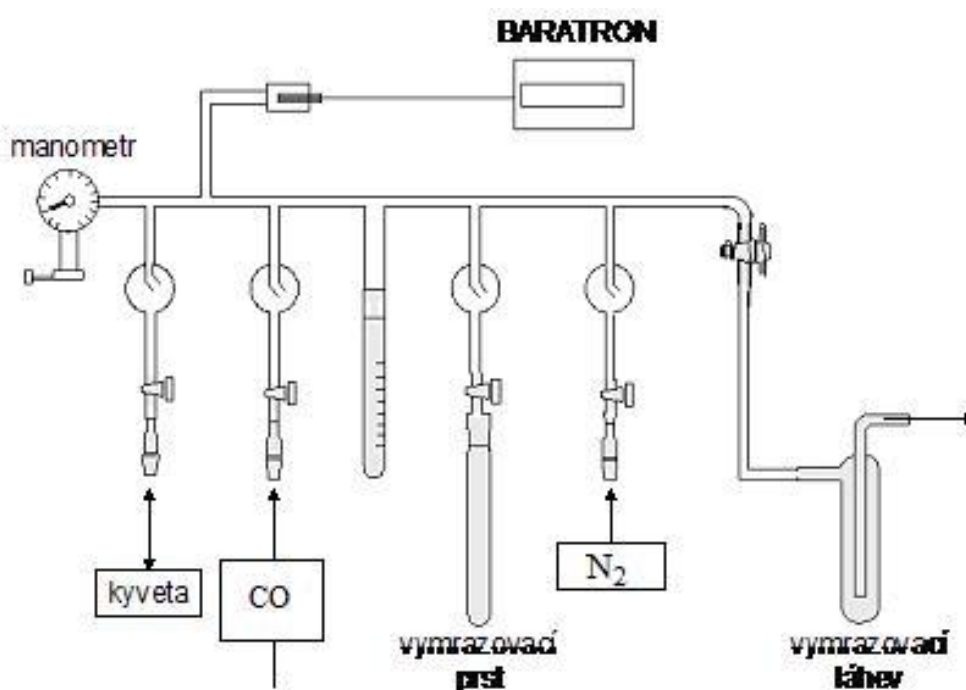 BARATRON
manometr
kyveta
CO
N₂
vymrazovací
prst
vymrazovací
láhev